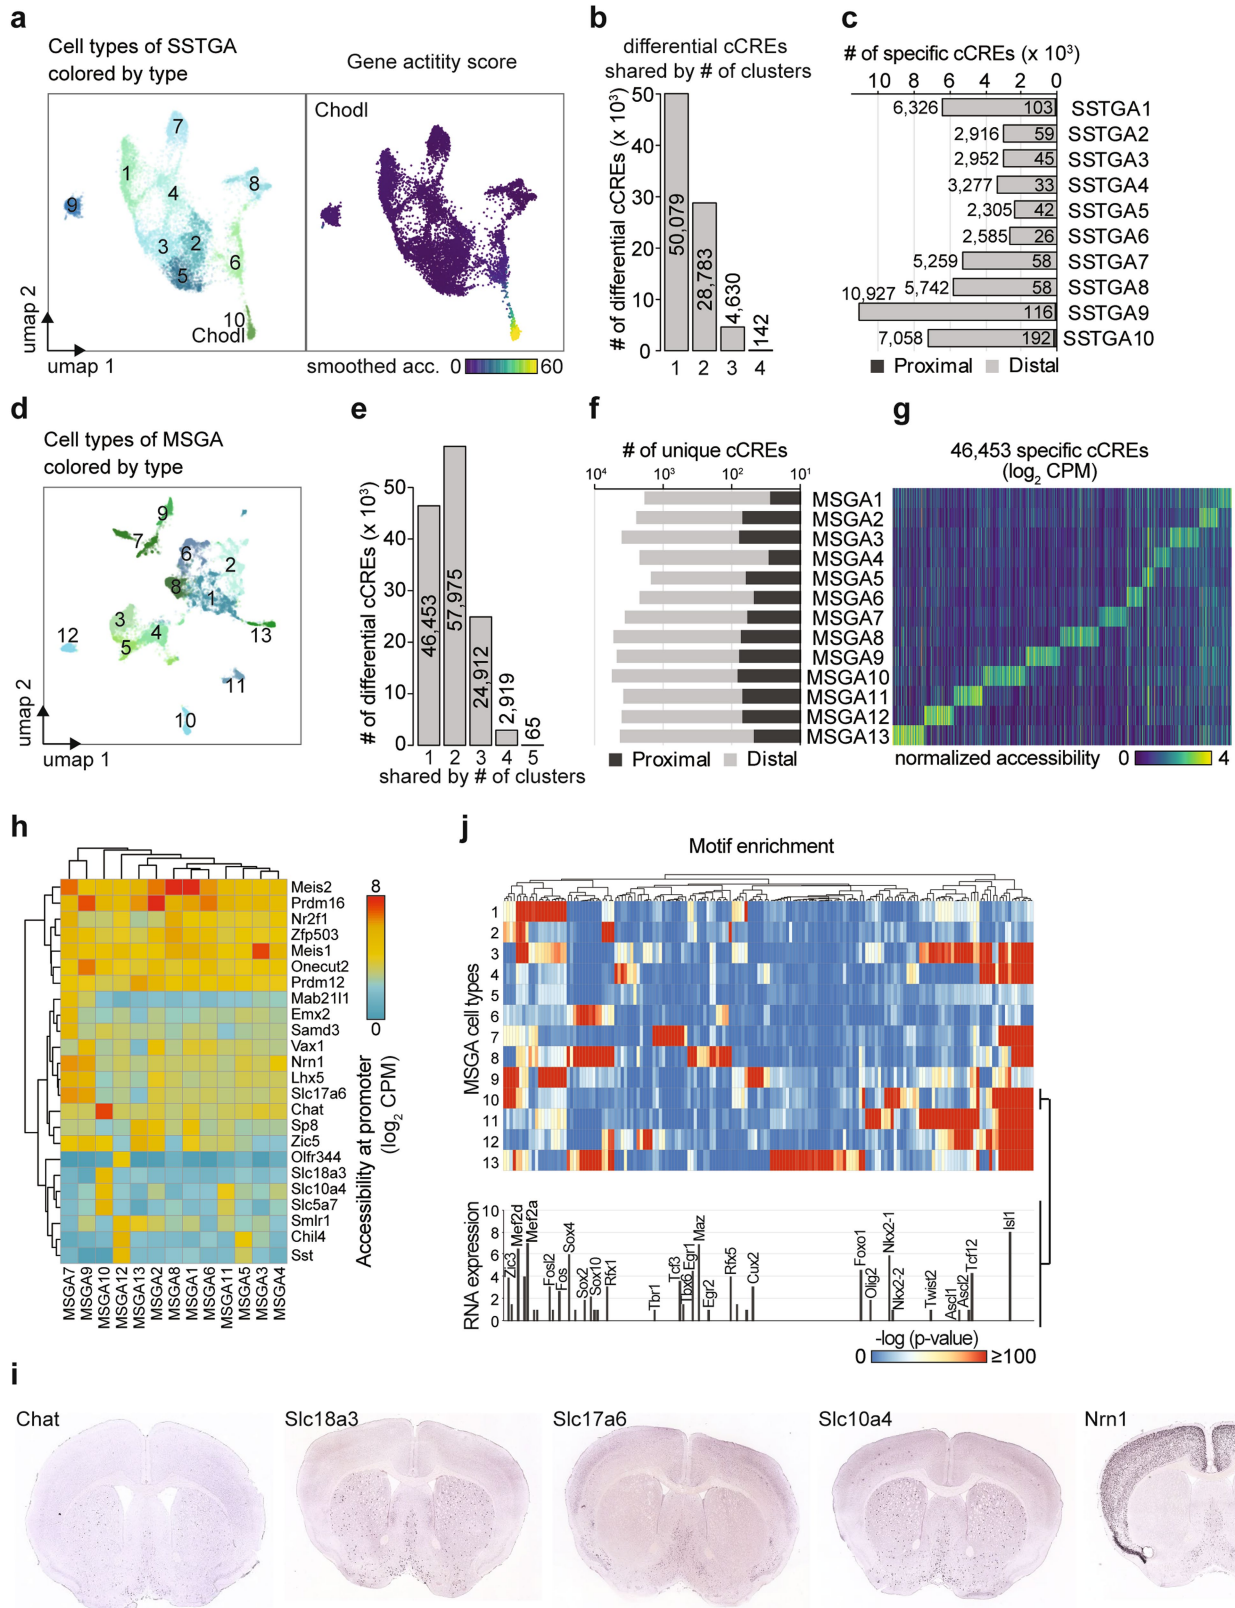 a
Cell types of SSTGA
colored by type
Gene actitity score
Chodl
7
1
4
8
9
3
2
6
5
10
Chodl
umap 2
umap 1
smoothed acc. 0 60
b
differential cCREs
shared by # of clusters
# of differential cCREs (x 10³)
50
40
30
20
10
0
50,079
28,783
4,630
142
1 2 3 4
c
# of specific cCREs (x 10³)
10 8 6 4 2 0
6,326 103 SSTGA1
2,916 59 SSTGA2
2,952 45 SSTGA3
3,277 33 SSTGA4
2,305 42 SSTGA5
2,585 26 SSTGA6
5,259 58 SSTGA7
5,742 58 SSTGA8
10,927 116 SSTGA9
7,058 192 SSTGA10
Proximal Distal
d
Cell types of MSGA
colored by type
9
7
6
2
8
1
3
4
5
12
13
11
10
umap 2
umap 1
e
# of differential cCREs (x 10³)
50
40
30
20
10
0
46,453
57,975
24,912
2,919
65
1 2 3 4 5
shared by # of clusters
f
# of unique cCREs
10⁴ 10³ 10² 10¹
MSGA1
MSGA2
MSGA3
MSGA4
MSGA5
MSGA6
MSGA7
MSGA8
MSGA9
MSGA10
MSGA11
MSGA12
MSGA13
Proximal Distal
g
46,453 specific cCREs
(log₂ CPM)
normalized accessibility 0 4
h
Meis2
Prdm16
Nr2f1
Zfp503
Meis1
Onecut2
Prdm12
Mab21l1
Emx2
Samd3
Vax1
Nrn1
Lhx5
Slc17a6
Chat
Sp8
Zic5
Olfr344
Slc18a3
Slc10a4
Slc5a7
Smlr1
Chil4
Sst
MSGA7
MSGA9
MSGA10
MSGA12
MSGA13
MSGA2
MSGA8
MSGA1
MSGA6
MSGA11
MSGA5
MSGA3
MSGA4
8
0
Accessibility at promoter
(log₂ CPM)
j
Motif enrichment
MSGA cell types
1
2
3
4
5
6
7
8
9
10
11
12
13
RNA expression
10
8
6
4
2
0
Zic3
Mef2d
Mef2a
Fosl2
Fos
Sox4
Sox2
Sox10
Rfx1
Tbr1
Tcf3
Tbx6
Egr1
Maz
Egr2
Rfx5
Cux2
Foxo1
Olig2
Nkx2-1
Nkx2-2
Twist2
Ascl1
Ascl2
Tcf12
Isl1
-log (p-value)
0 ≥100
i
Chat
Slc18a3
Slc17a6
Slc10a4
Nrn1